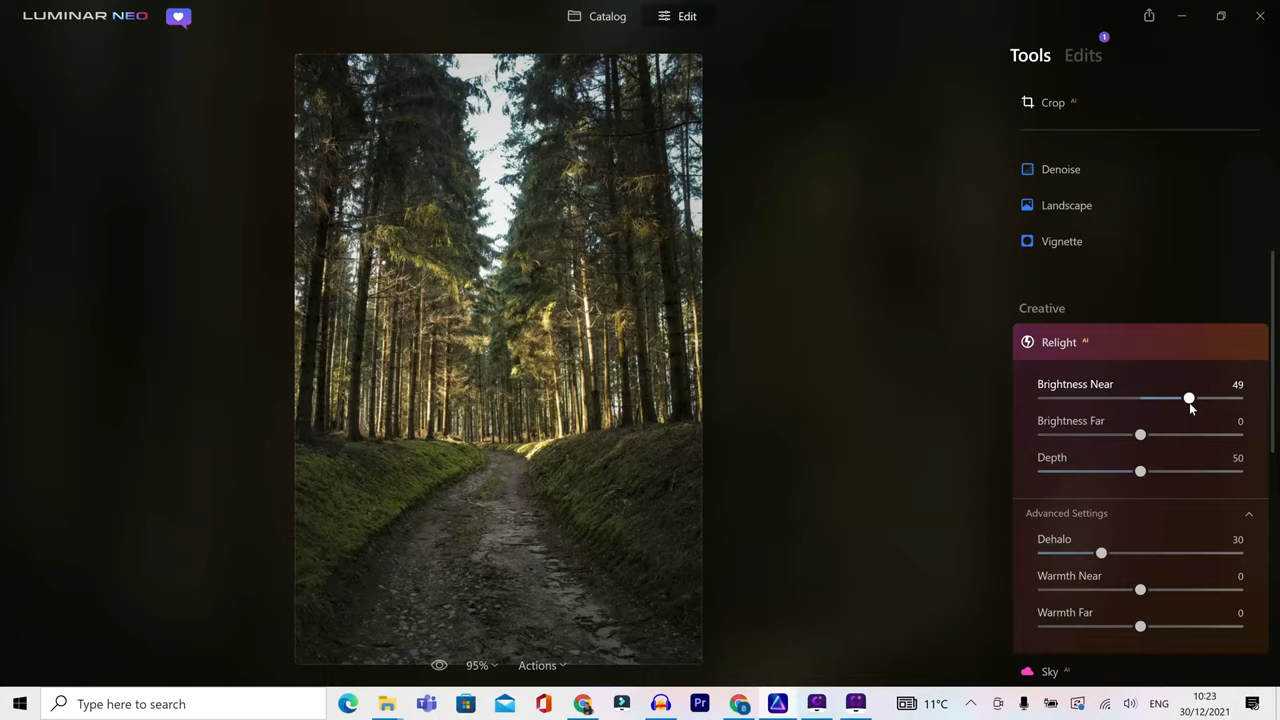 LUMINAR NEO
Catalog
Edit
1
Tools Edits
Crop AI
Denoise
Landscape
Vignette
Creative
Relight AI
Brightness Near 49
Brightness Far 0
Depth 50
Advanced Settings
Dehalo 30
Warmth Near 0
Warmth Far 0
Sky AI
95%
Actions
Type here to search
Pr
11°C
ENG
10:23
30/12/2021